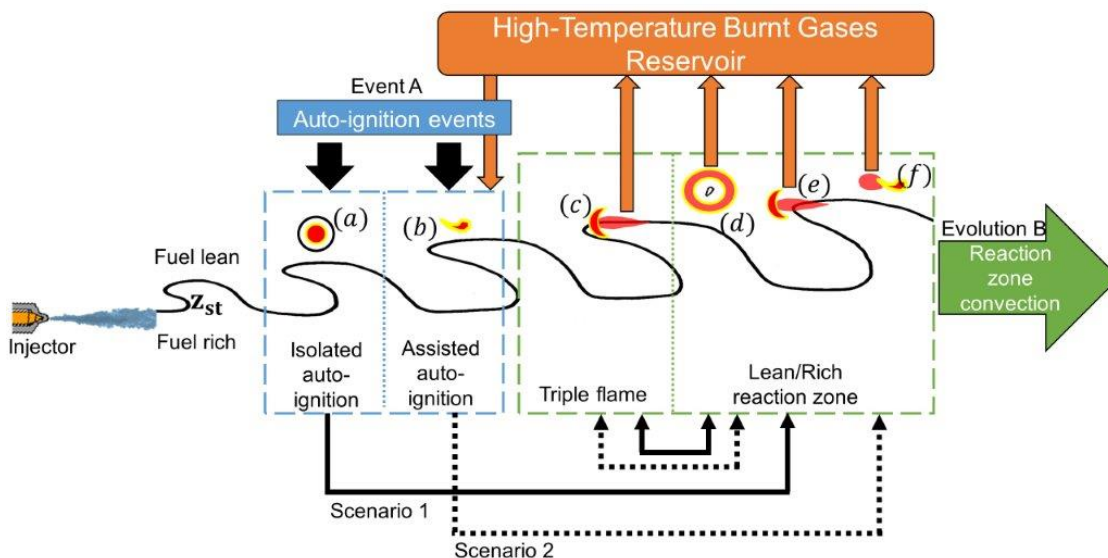 High-Temperature Burnt Gases
Reservoir
Event A
Auto-ignition events
(a)
(b)
(c)
(d)
(e)
(f)
Fuel lean
z_st
Fuel rich
Injector
Isolated
auto-
ignition
Assisted
auto-
ignition
Triple flame
Lean/Rich
reaction zone
Evolution B
Reaction
zone
convection
Scenario 1
Scenario 2